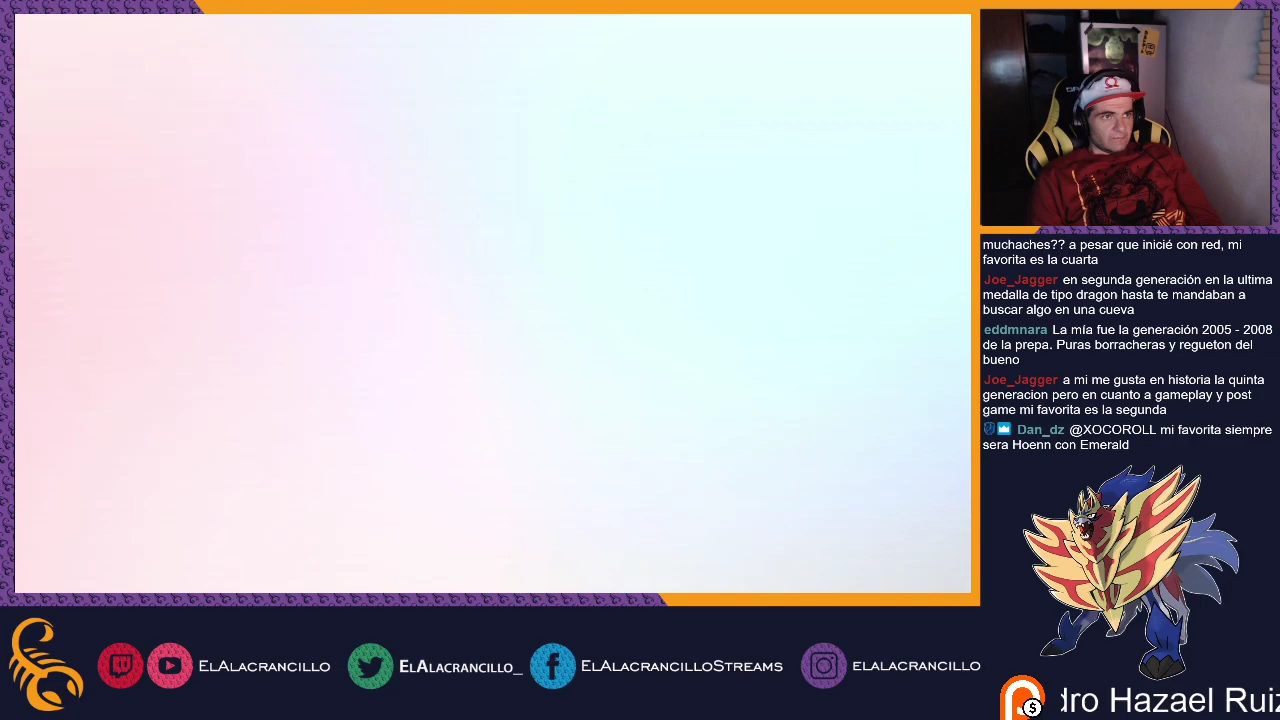 muchaches?? a pesar que inicié con red, mi
favorita es la cuarta
Joe_Jagger en segunda generación en la ultima
medalla de tipo dragon hasta te mandaban a
buscar algo en una cueva
eddmnara La mía fue la generación 2005 - 2008
de la prepa. Puras borracheras y regueton del
bueno
Joe_Jagger a mi me gusta en historia la quinta
generacion pero en cuanto a gameplay y post
game mi favorita es la segunda
Dan_dz @XOCOROLL mi favorita siempre
sera Hoenn con Emerald
ElAlacrancillo
ElAlacrancillo_
ElAlacrancilloStreams
elalacrancillo
$
dro Hazael Ruiz